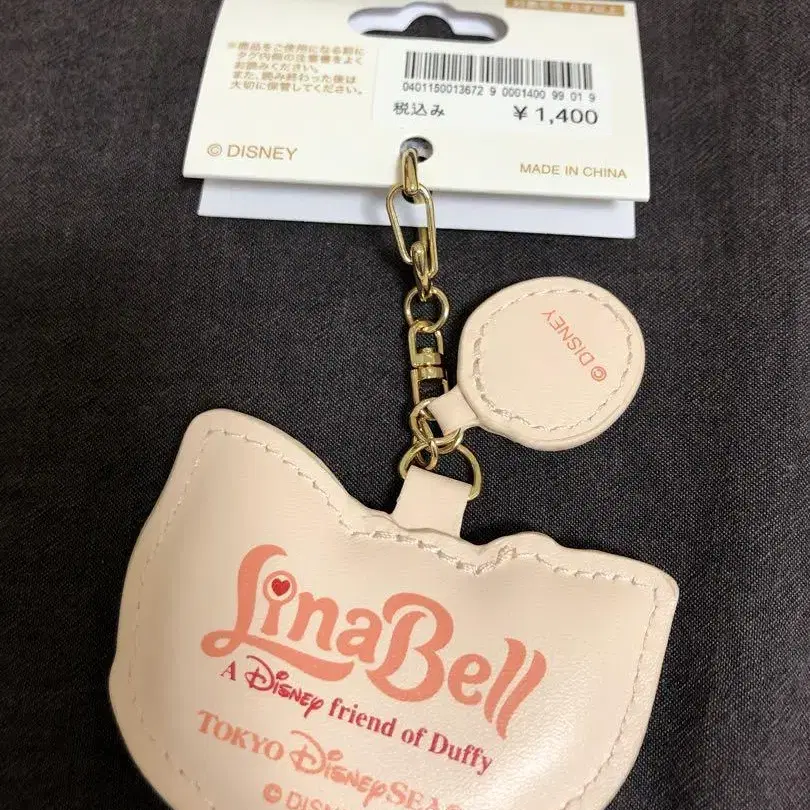 ※商品をご使用になる前に
タグ内側の注意書をよく
お読みください。
また、読み終わった後は
大切に保管してください。
0401150013672 9 0001400 99 01 9
税込み ¥1,400
© DISNEY
MADE IN CHINA
© DISNEY
LinaBell
A Disney friend of Duffy
TOKYO DISNEYSEA
© DISN